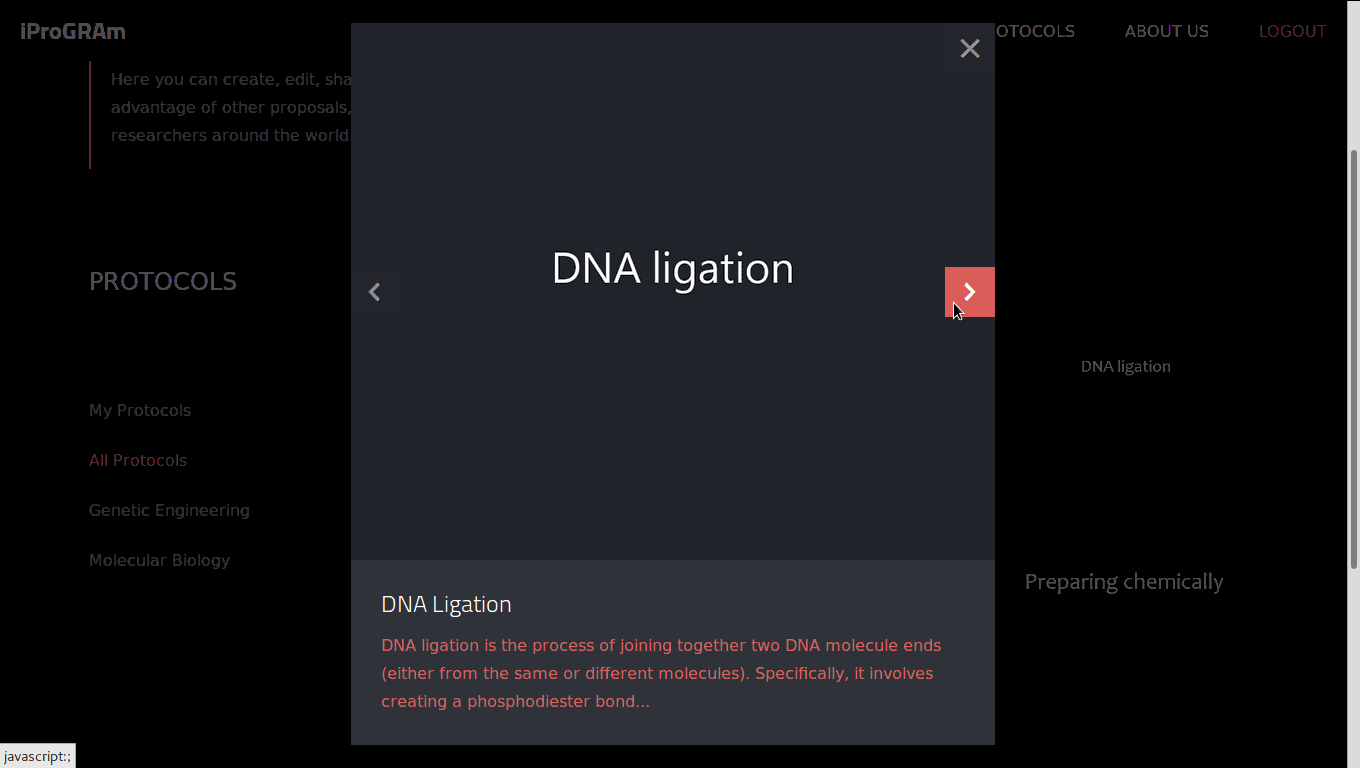 iProGRAm
OTOCOLS
ABOUT US
LOGOUT
Here you can create, edit, sha
advantage of other proposals,
researchers around the world.
PROTOCOLS
My Protocols
All Protocols
Genetic Engineering
Molecular Biology
DNA ligation
DNA Ligation
DNA ligation is the process of joining together two DNA molecule ends
(either from the same or different molecules). Specifically, it involves
creating a phosphodiester bond...
DNA ligation
Preparing chemically
javascript:;